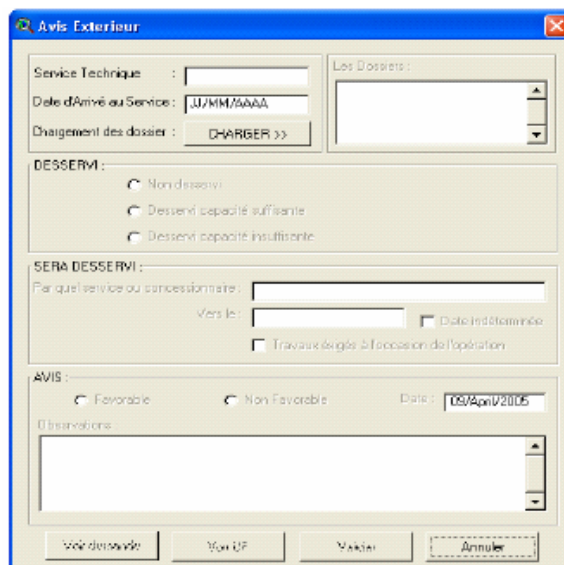 Avis Exterieur
Service Technique :
Les Dossiers :
Date d'Arrivé au Service : JJ/MM/AAAA
Chargement des dossier : CHARGER >>
DESSERVI :
Non desservi
Desservi capacité suffisante
Desservi capacité insuffisante
SERA DESSERVI :
Par quel service ou concessionnaire :
Vers le : Date indéterminée
Travaux éxigés à l'occasion de l'opération
AVIS :
Favorable Non Favorable Date : 09/April/2005
Observations
Voir demande Valider Annuler